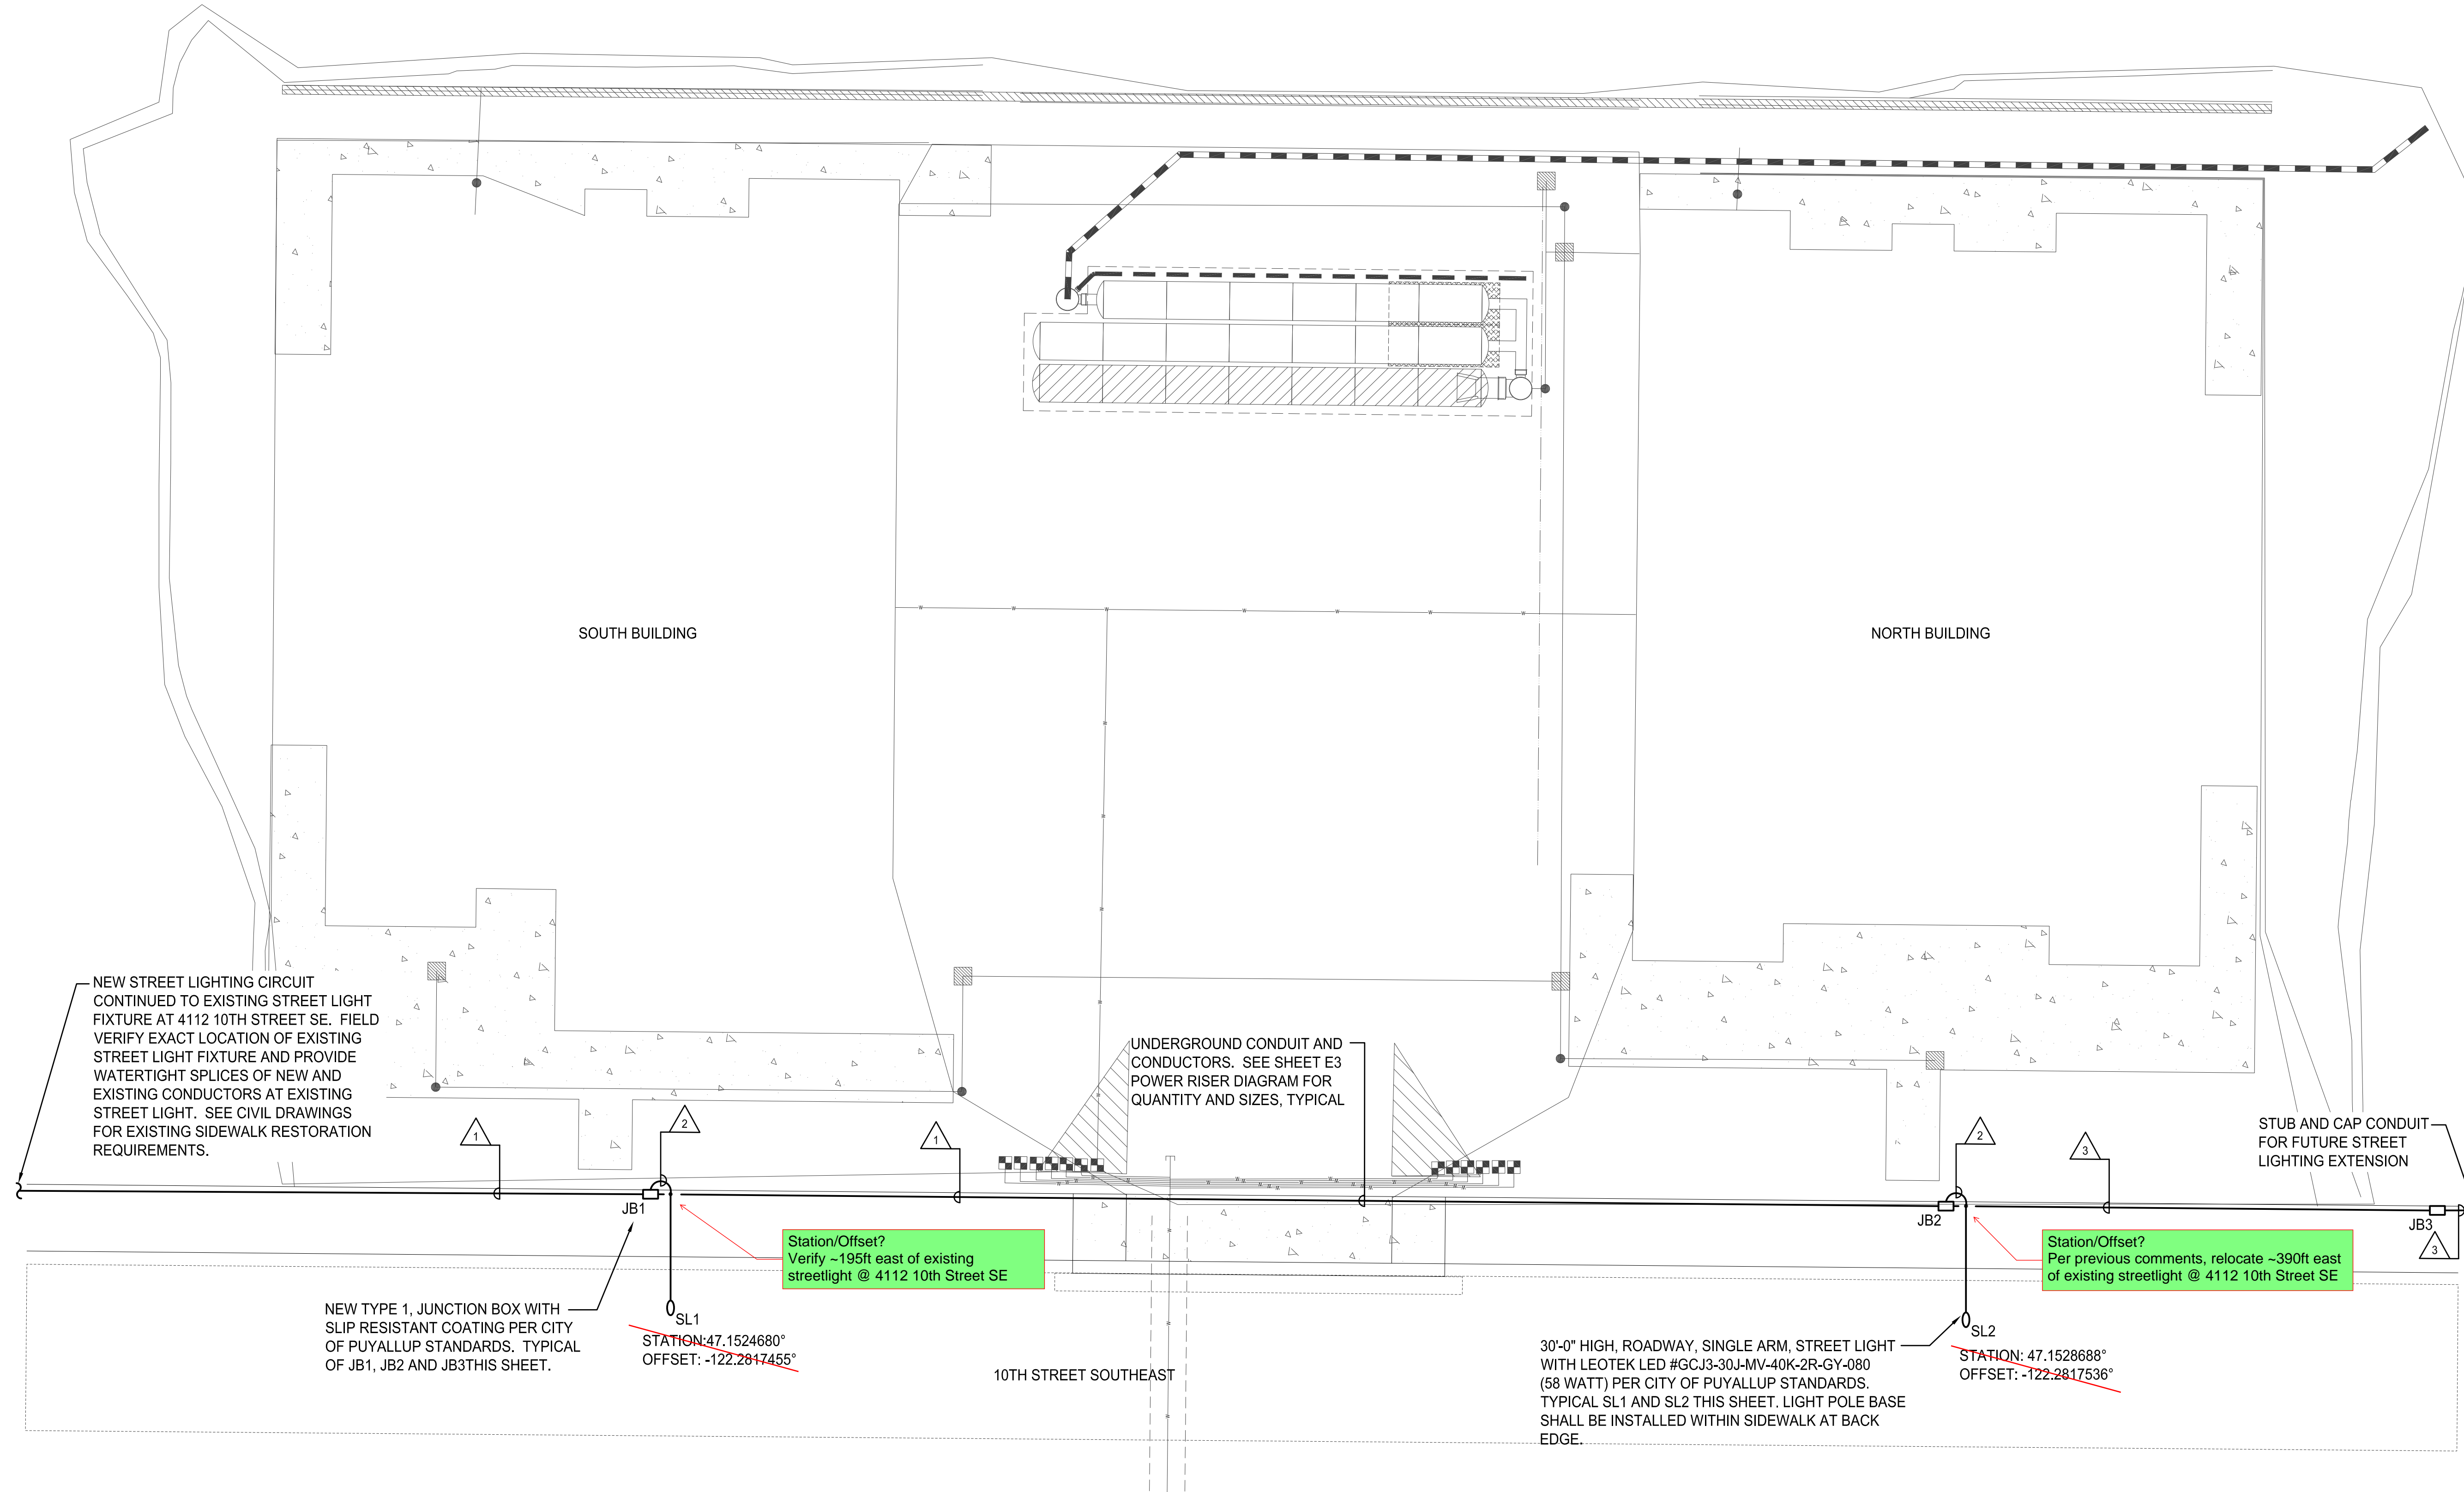 SOUTH BUILDING
NORTH BUILDING
NEW STREET LIGHTING CIRCUIT
CONTINUED TO EXISTING STREET LIGHT
FIXTURE AT 4112 10TH STREET SE. FIELD
VERIFY EXACT LOCATION OF EXISTING
STREET LIGHT FIXTURE AND PROVIDE
WATERTIGHT SPLICES OF NEW AND
EXISTING CONDUCTORS AT EXISTING
STREET LIGHT. SEE CIVIL DRAWINGS
FOR EXISTING SIDEWALK RESTORATION
REQUIREMENTS.
UNDERGROUND CONDUIT AND
CONDUCTORS. SEE SHEET E3
POWER RISER DIAGRAM FOR
QUANTITY AND SIZES, TYPICAL
STUB AND CAP CONDUIT
FOR FUTURE STREET
LIGHTING EXTENSION
1
2
1
2
3
JB1
JB2
JB3
3
Station/Offset?
Verify ~195ft east of existing
streetlight @ 4112 10th Street SE
Station/Offset?
Per previous comments, relocate ~390ft east
of existing streetlight @ 4112 10th Street SE
NEW TYPE 1, JUNCTION BOX WITH
SLIP RESISTANT COATING PER CITY
OF PUYALLUP STANDARDS. TYPICAL
OF JB1, JB2 AND JB3THIS SHEET.
SL1
STATION:47.1524680°
OFFSET: -122.2817455°
10TH STREET SOUTHEAST
30'-0" HIGH, ROADWAY, SINGLE ARM, STREET LIGHT
WITH LEOTEK LED #GCJ3-30J-MV-40K-2R-GY-080
(58 WATT) PER CITY OF PUYALLUP STANDARDS.
TYPICAL SL1 AND SL2 THIS SHEET. LIGHT POLE BASE
SHALL BE INSTALLED WITHIN SIDEWALK AT BACK
EDGE.
SL2
STATION: 47.1528688°
OFFSET: -122.2817536°